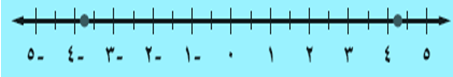 ٥- ٤- ٣- ٢- ١- ٠ ١ ٢ ٣ ٤ ٥